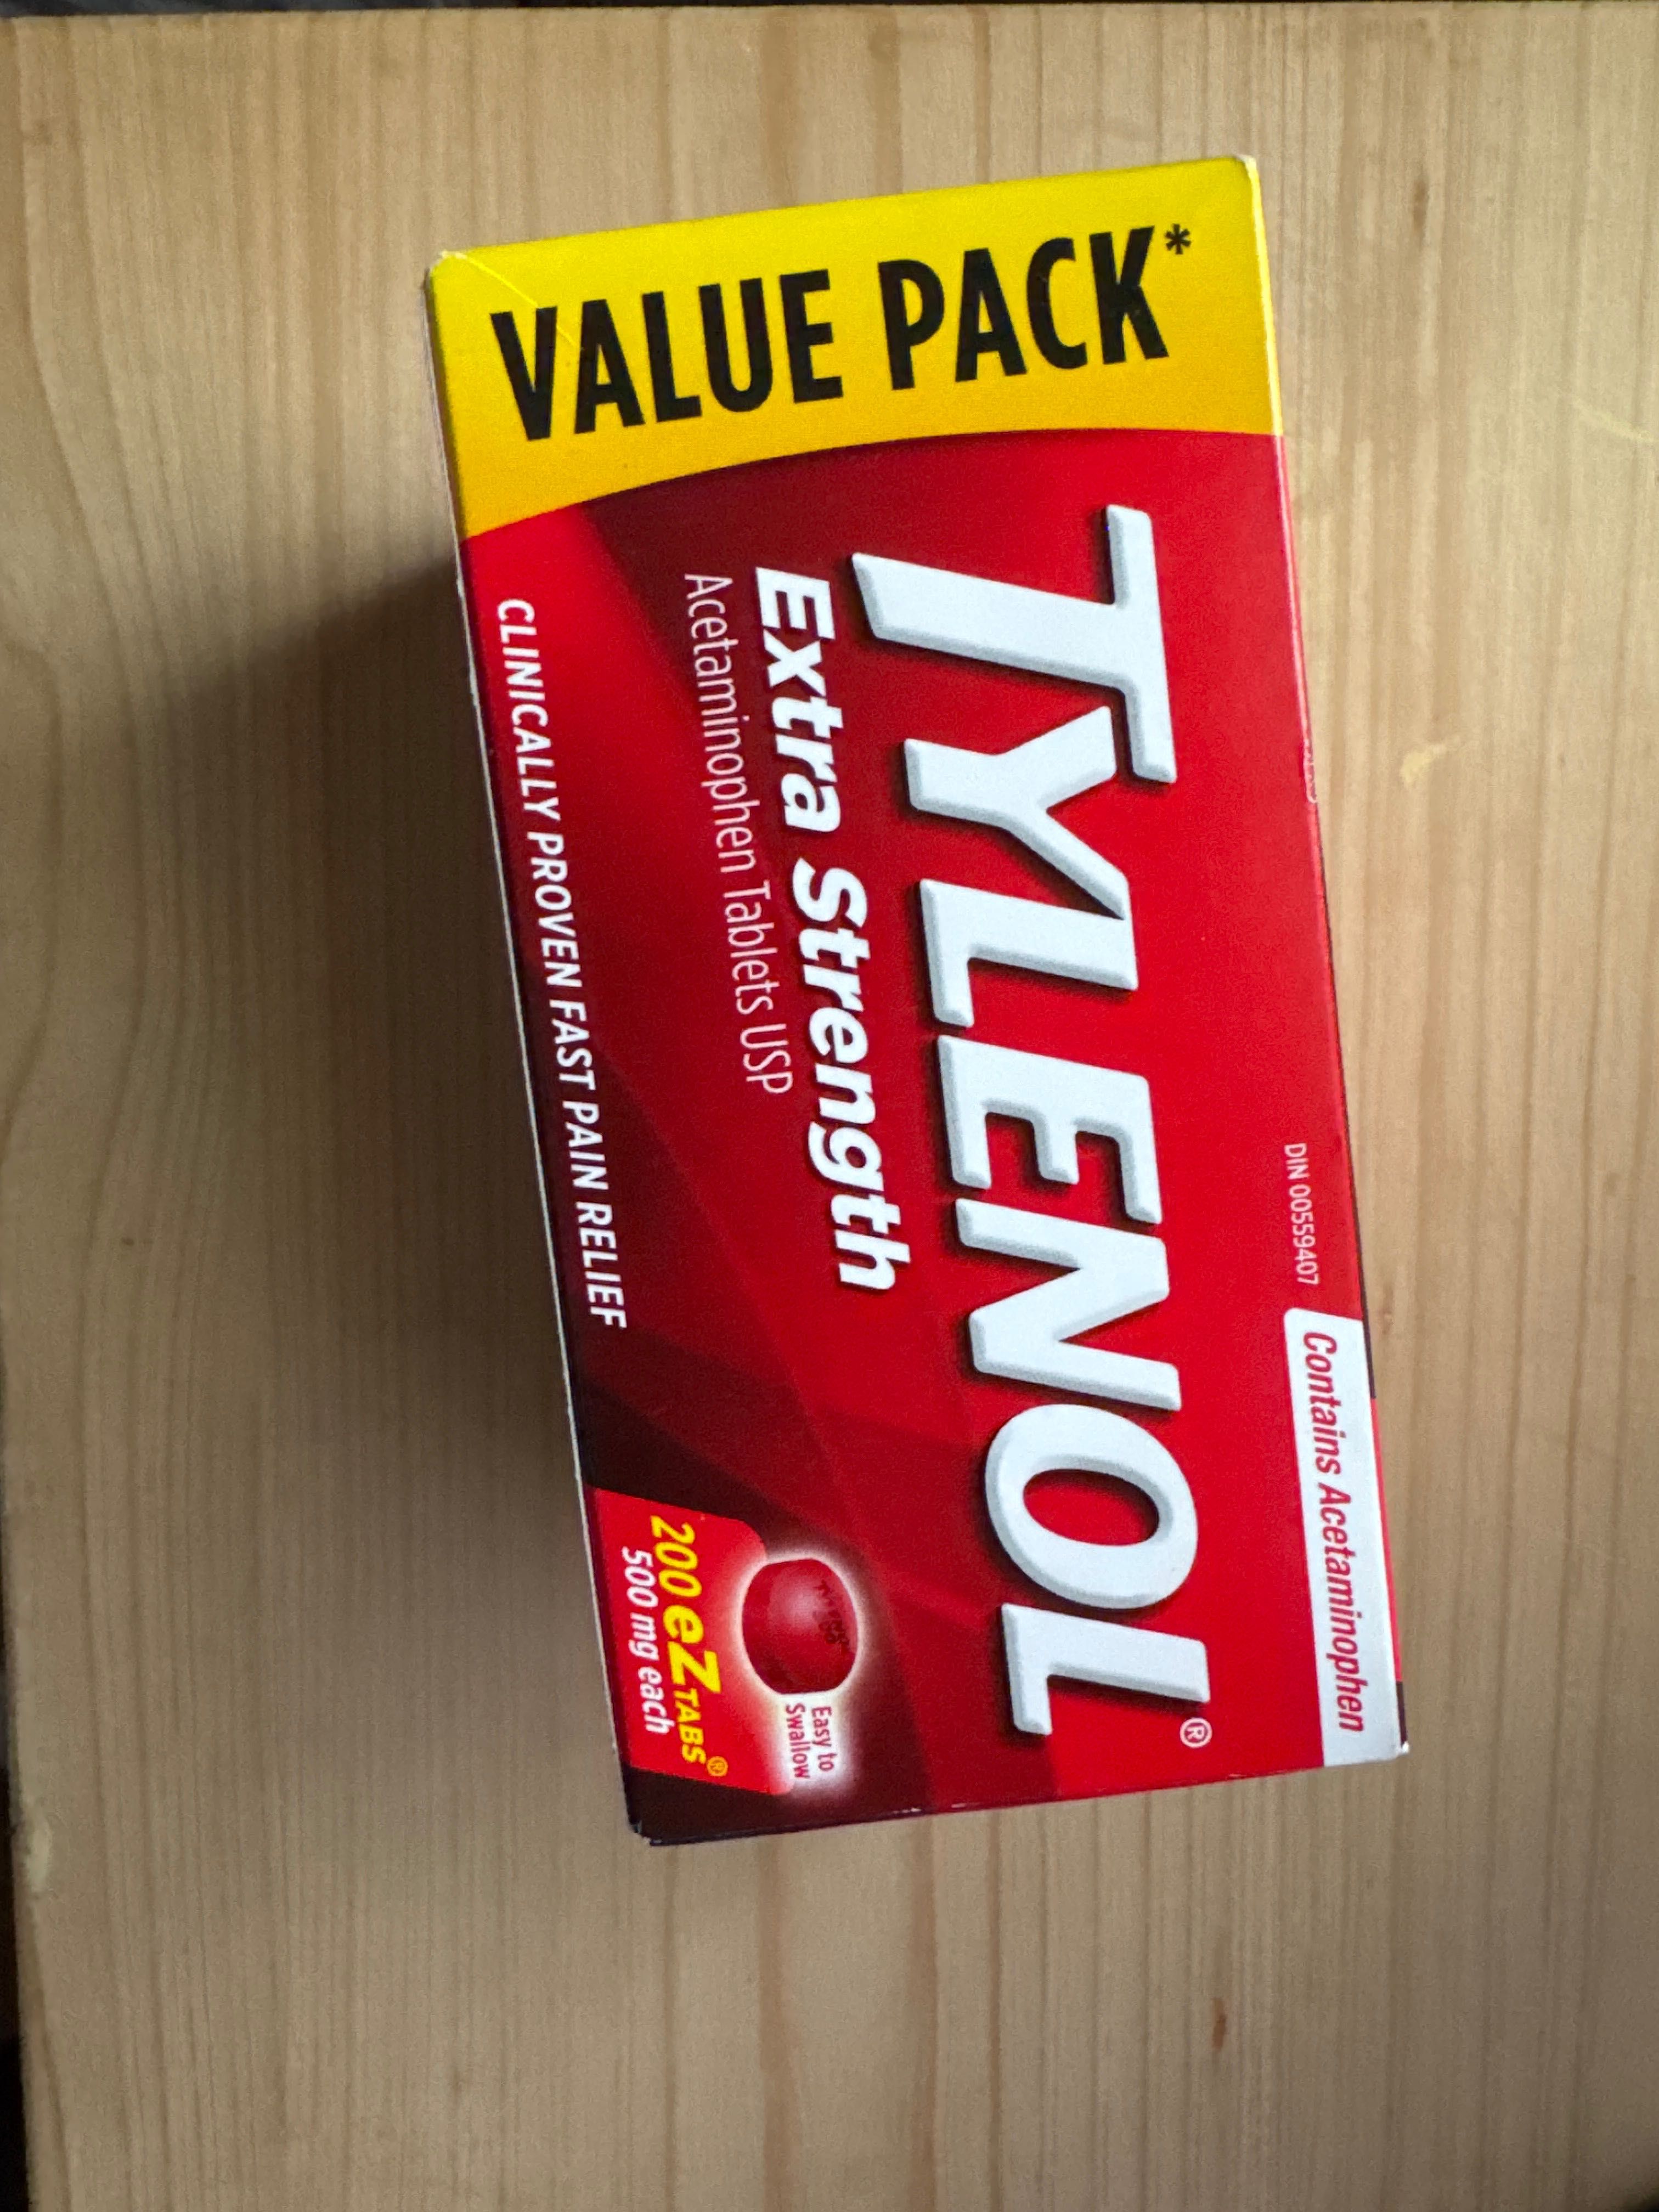 VALUE PACK*
DIN 00559407
Contains Acetaminophen
TYLENOL®
Extra Strength
Acetaminophen Tablets USP
Easy to
Swallow
CLINICALLY PROVEN FAST PAIN RELIEF
200 eZ TABS®
500 mg each